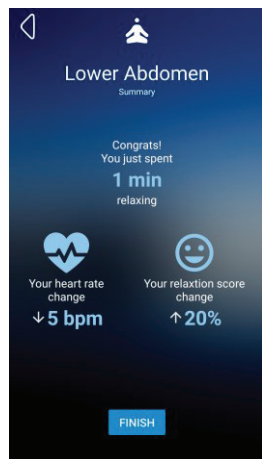 Lower Abdomen
Summary
Congrats!
You just spent
1 min
relaxing
Your heart rate
change
↓5 bpm
Your relaxtion score
change
↑20%
FINISH